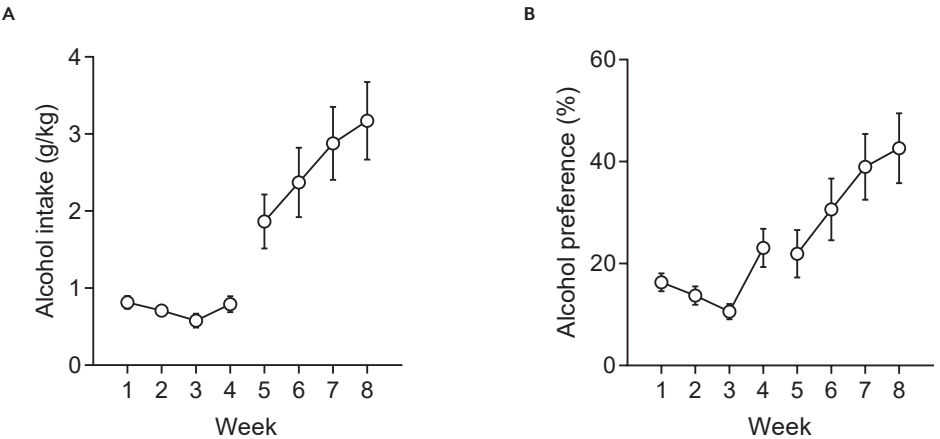 A
Alcohol intake (g/kg)
4
3
2
1
0
1 2 3 4 5 6 7 8
Week
B
Alcohol preference (%)
60
40
20
0
1 2 3 4 5 6 7 8
Week